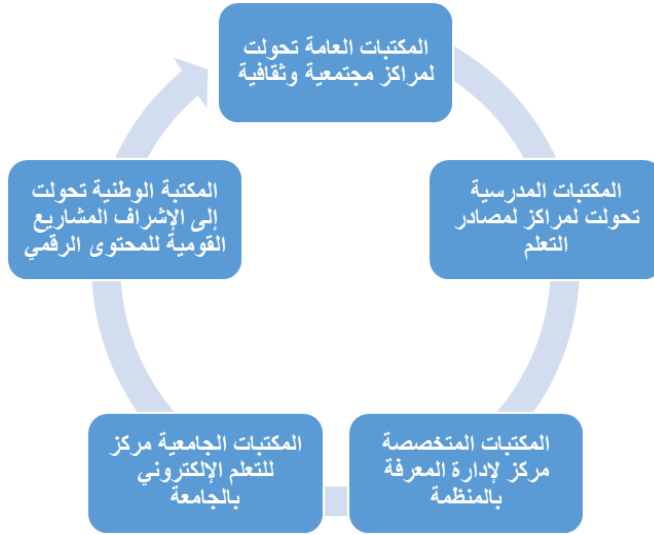 المكتبات العامة تحولت
لمراكز مجتمعية وثقافية
المكتبات المدرسية
تحولت لمراكز لمصادر
التعلم
المكتبات المتخصصة
مركز لإدارة المعرفة
بالمنظمة
المكتبات الجامعية مركز
للتعلم الإلكتروني
بالجامعة
المكتبة الوطنية تحولت
إلى الإشراف المشاريع
القومية للمحتوى الرقمي